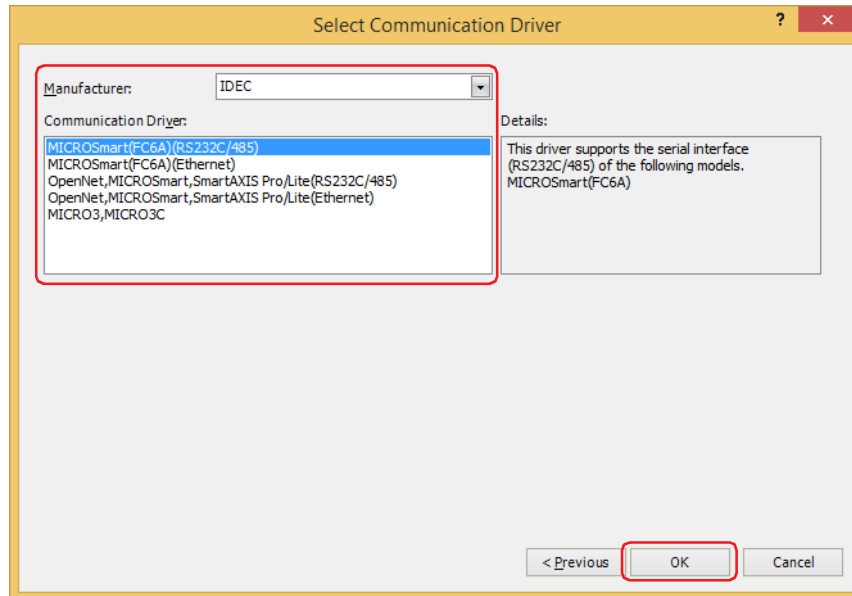 Select Communication Driver
?
×
Manufacturer:
IDEC
Communication Driver:
MICROSmart(FC6A)(RS232C/485)
MICROSmart(FC6A)(Ethernet)
OpenNet,MICROSmart,SmartAXIS Pro/Lite(RS232C/485)
OpenNet,MICROSmart,SmartAXIS Pro/Lite(Ethernet)
MICRO3,MICRO3C
Details:
This driver supports the serial interface
(RS232C/485) of the following models.
MICROSmart(FC6A)
< Previous
OK
Cancel